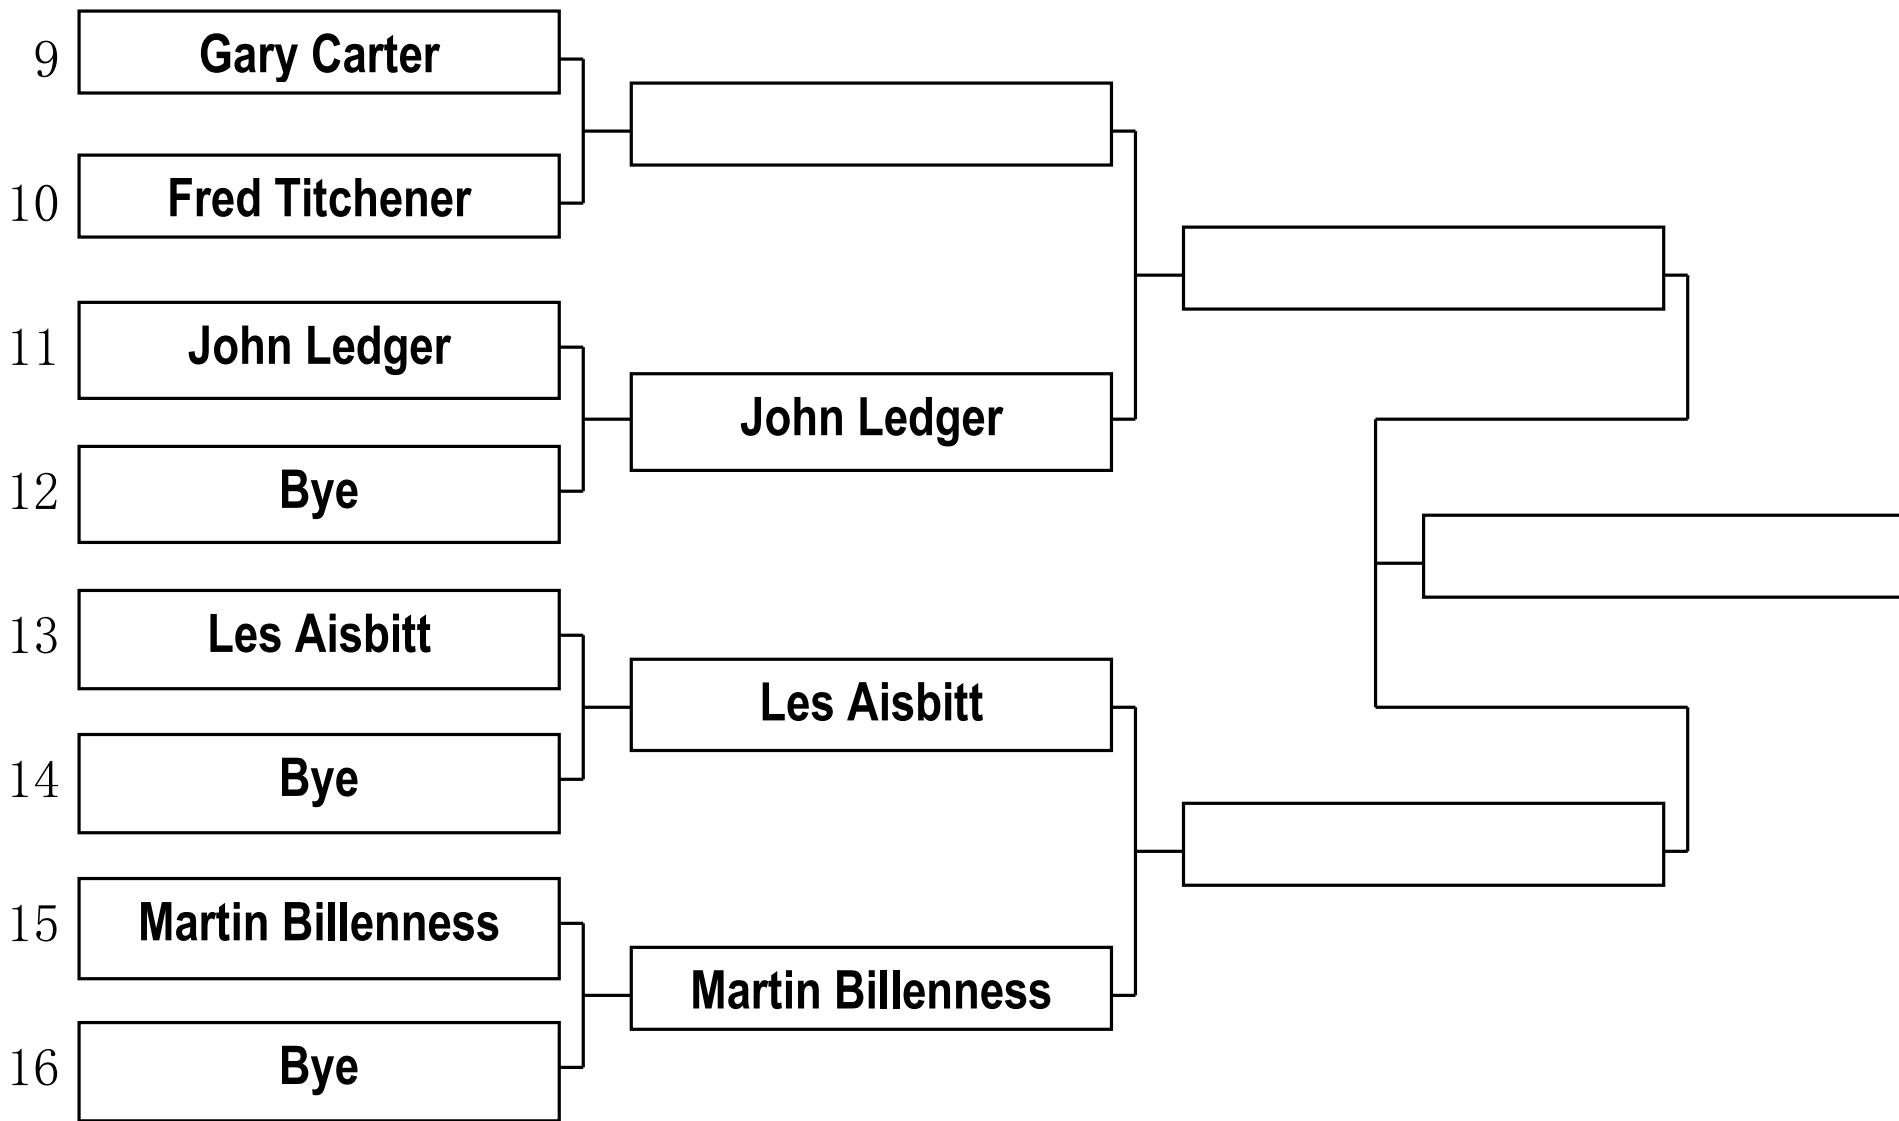 9 Gary Carter
10 Fred Titchener
11 John Ledger
John Ledger
12 Bye
13 Les Aisbitt
Les Aisbitt
14 Bye
15 Martin Billenness
Martin Billenness
16 Bye